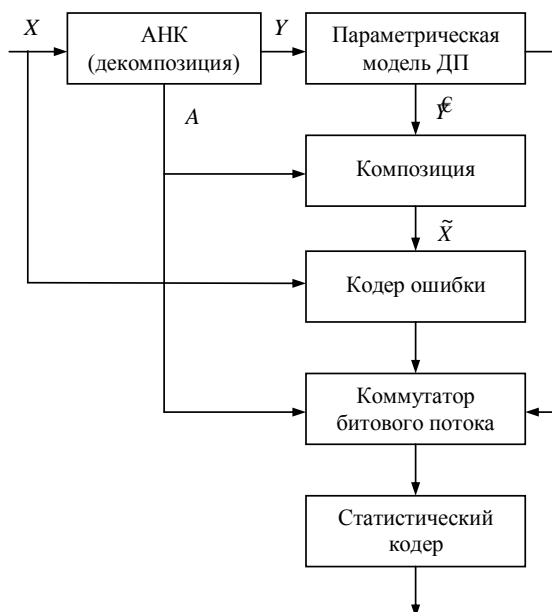 X
АНК
(декомпозиция)
Y
Параметрическая
модель ДП
A
Композиция
X̃
Кодер ошибки
Коммутатор
битового потока
Статистический
кодер